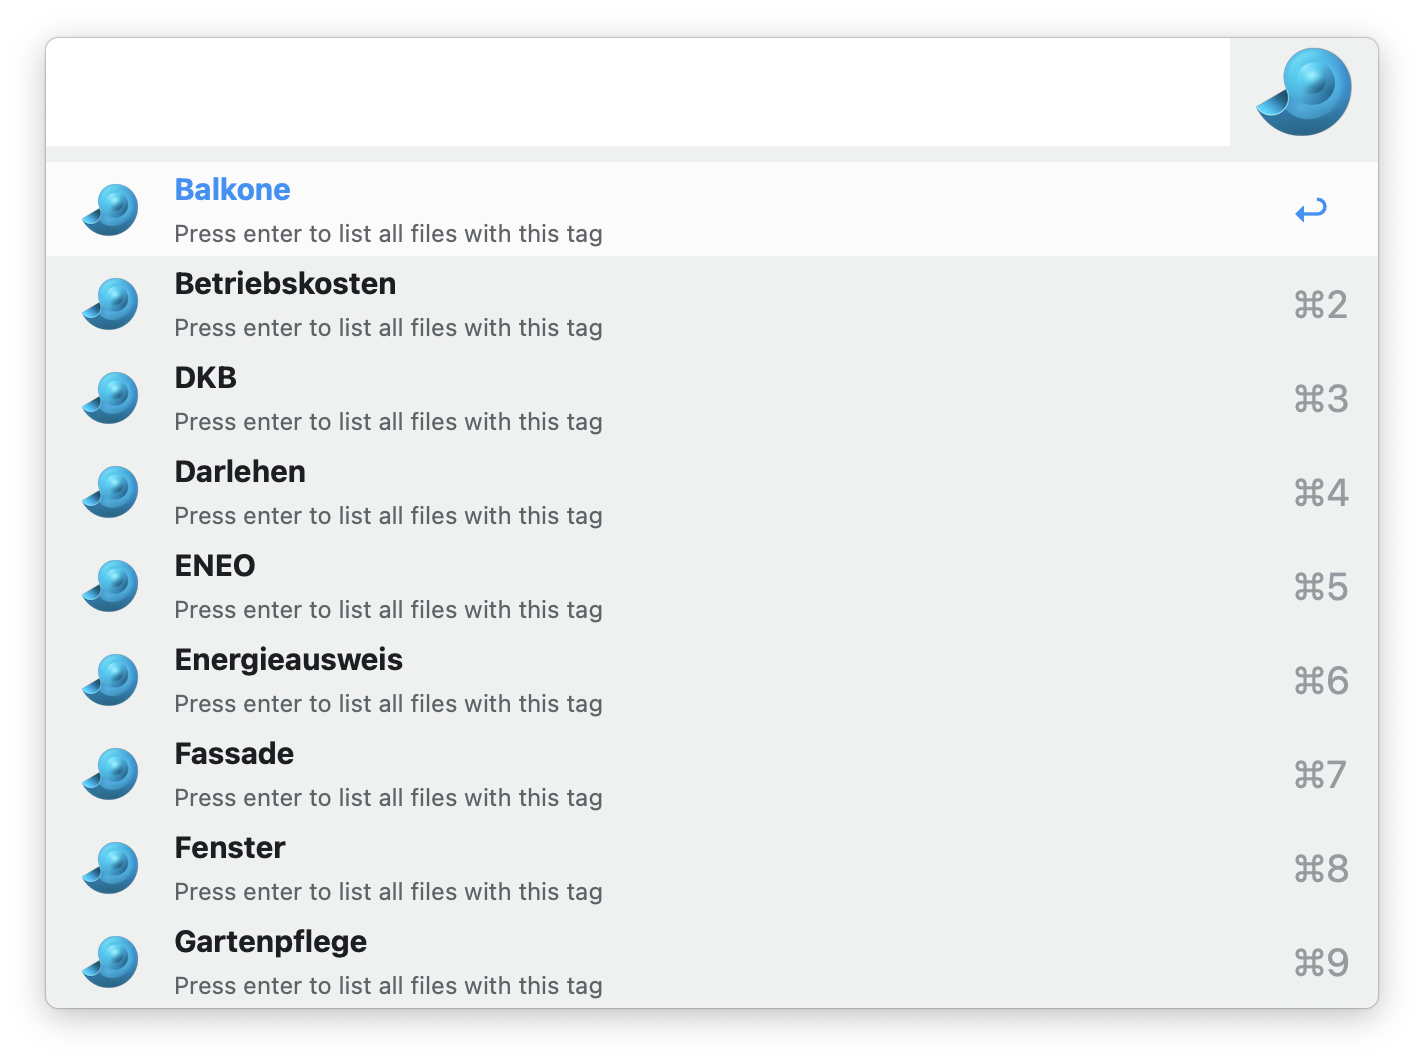 Balkone
Press enter to list all files with this tag
Betriebskosten
Press enter to list all files with this tag
⌘2
DKB
Press enter to list all files with this tag
⌘3
Darlehen
Press enter to list all files with this tag
⌘4
ENEO
Press enter to list all files with this tag
⌘5
Energieausweis
Press enter to list all files with this tag
⌘6
Fassade
Press enter to list all files with this tag
⌘7
Fenster
Press enter to list all files with this tag
⌘8
Gartenpflege
Press enter to list all files with this tag
⌘9